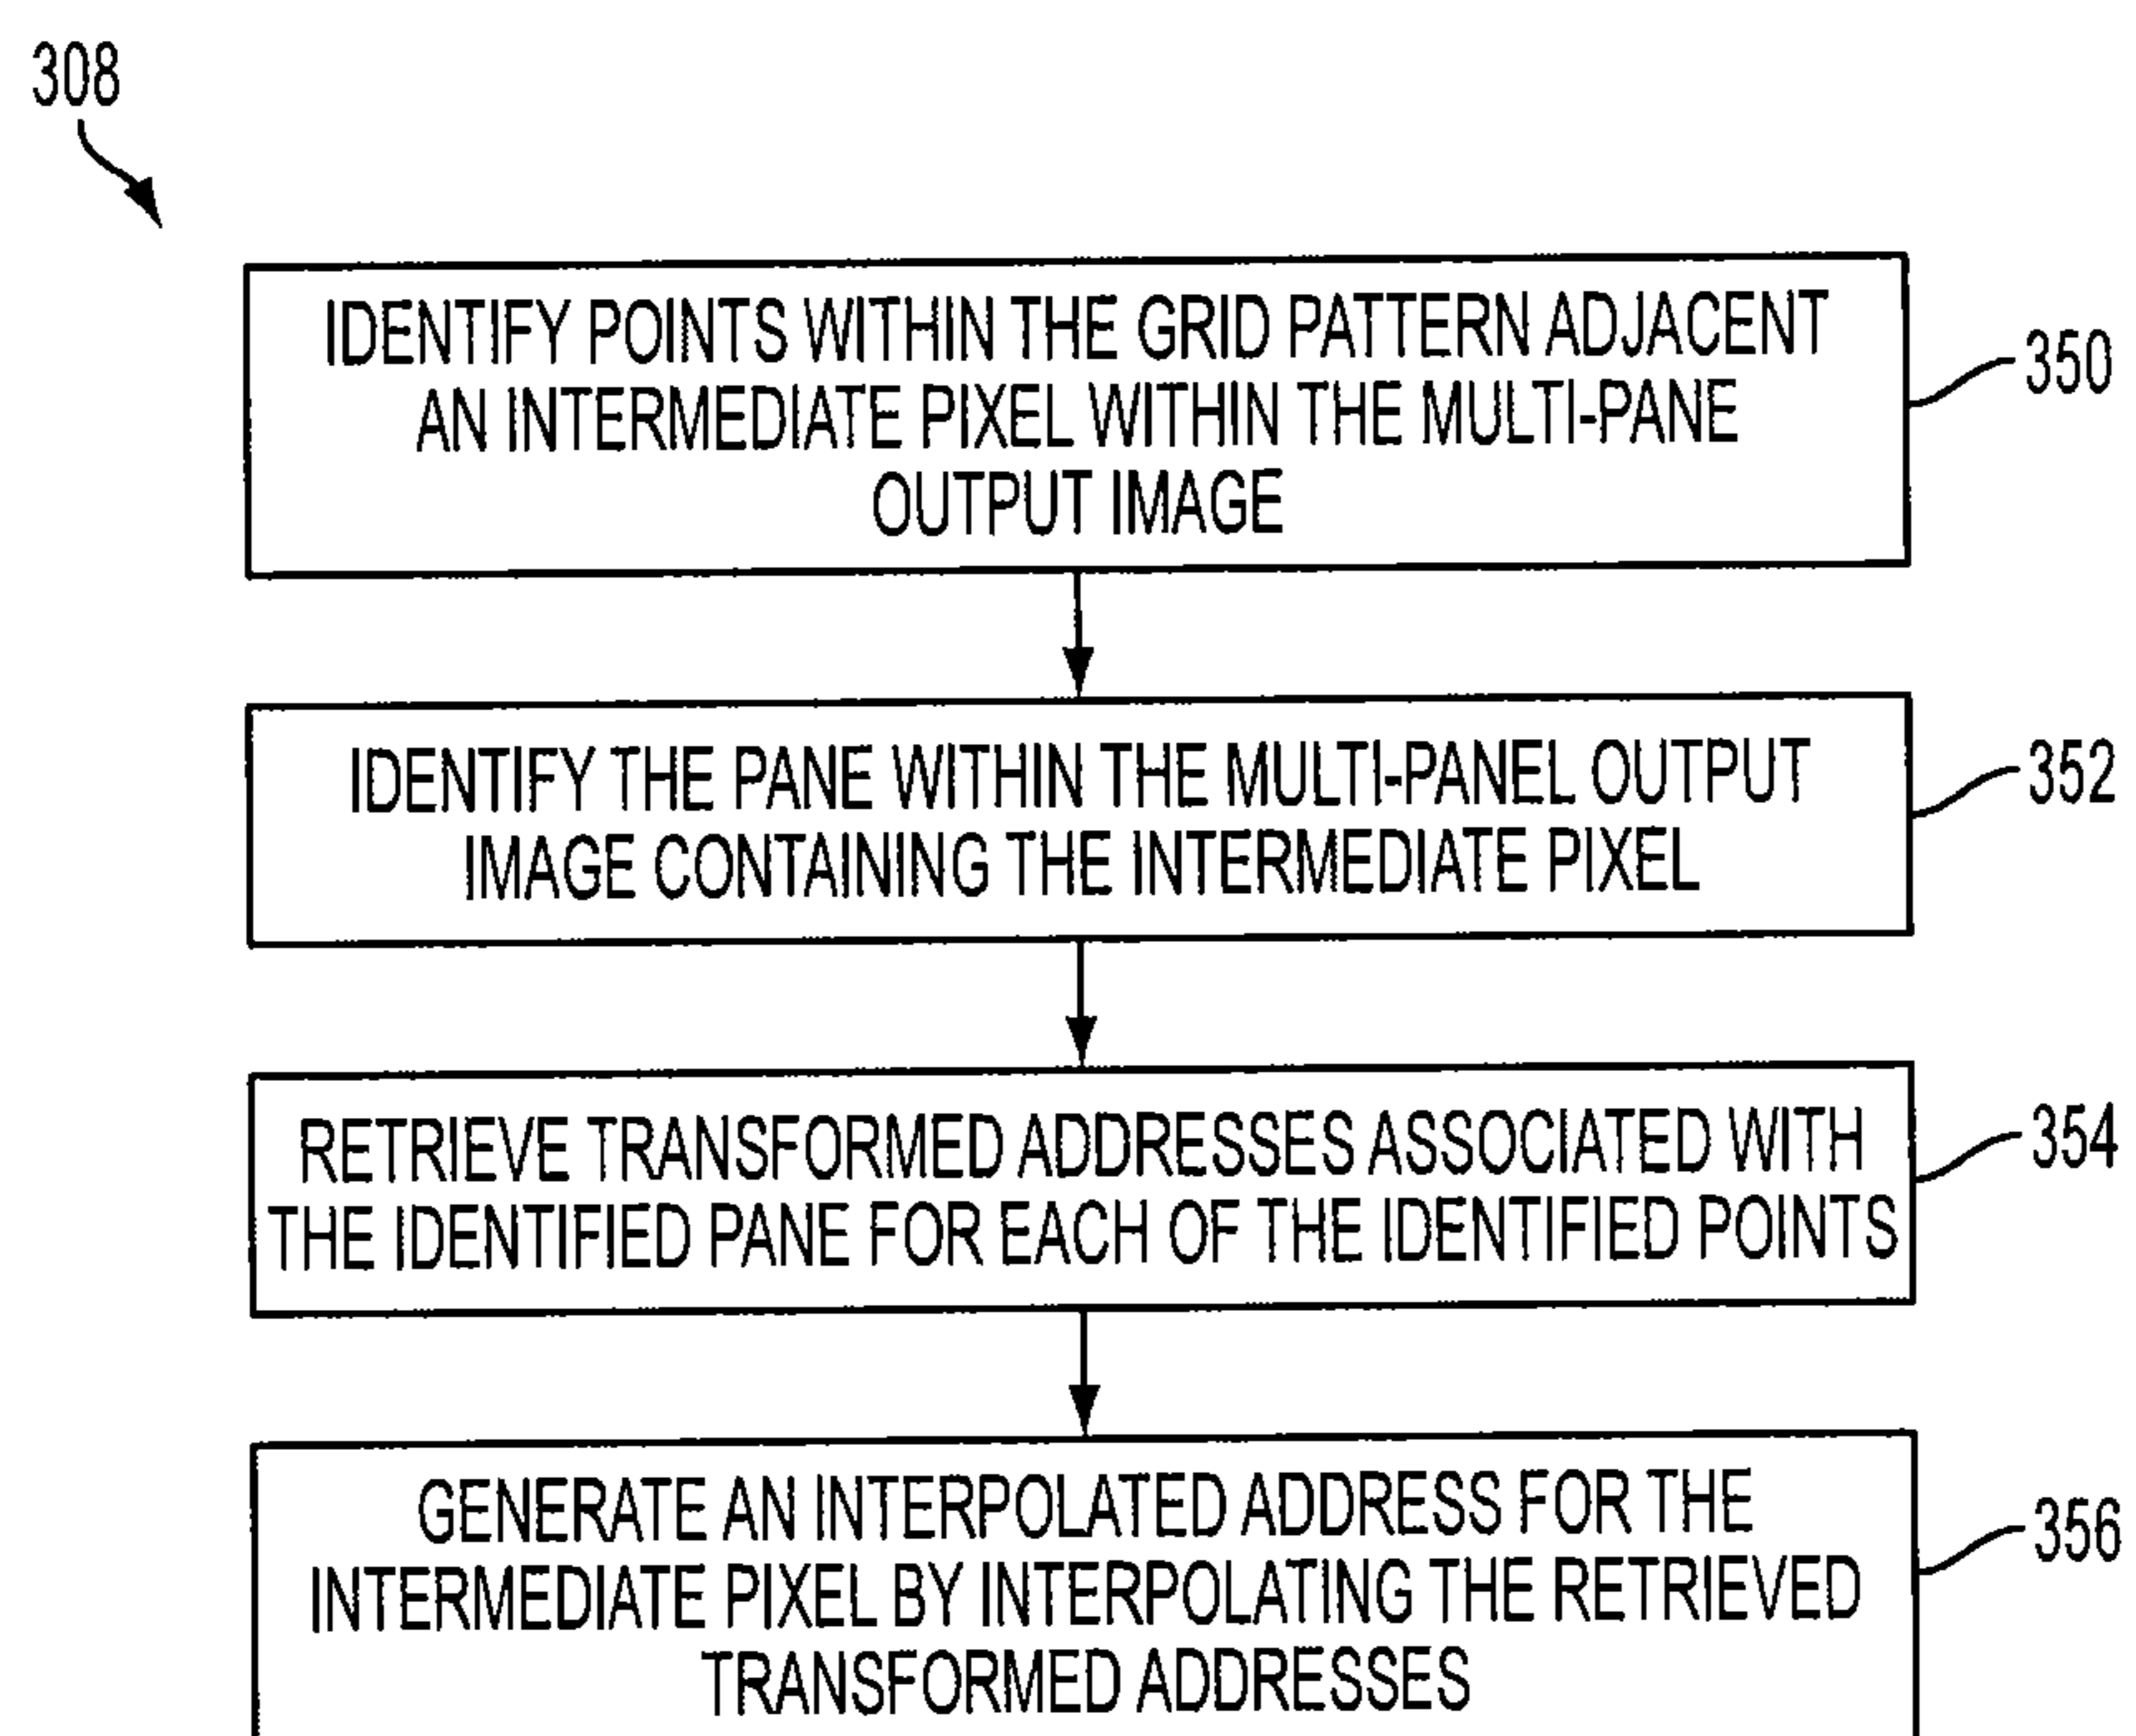 308
IDENTIFY POINTS WITHIN THE GRID PATTERN ADJACENT
AN INTERMEDIATE PIXEL WITHIN THE MULTI-PANE
OUTPUT IMAGE
350
IDENTIFY THE PANE WITHIN THE MULTI-PANEL OUTPUT
IMAGE CONTAINING THE INTERMEDIATE PIXEL
352
RETRIEVE TRANSFORMED ADDRESSES ASSOCIATED WITH
THE IDENTIFIED PANE FOR EACH OF THE IDENTIFIED POINTS
354
GENERATE AN INTERPOLATED ADDRESS FOR THE
INTERMEDIATE PIXEL BY INTERPOLATING THE RETRIEVED
TRANSFORMED ADDRESSES
356